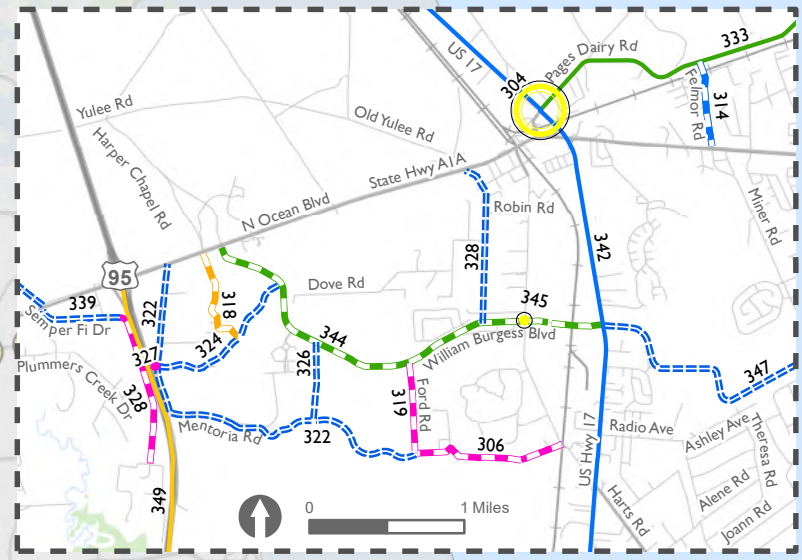 333
US 17
304
Pages Dairy Rd
Felmor Rd
314
Yulee Rd
Old Yulee Rd
Harper Chapel Rd
State Hwy A1A
N Ocean Blvd
Robin Rd
Miner Rd
342
328
95
Dove Rd
339
322
318
345
Semper Fi Dr
324
344
William Burgess Blvd
327
326
347
Plummers Creek Dr
328
319
Ford Rd
Mentoria Rd
322
306
US Hwy 17
Radio Ave
Ashley Ave
Theresa Rd
349
Alene Rd
Harts Rd
Joann Rd
0 1 Miles